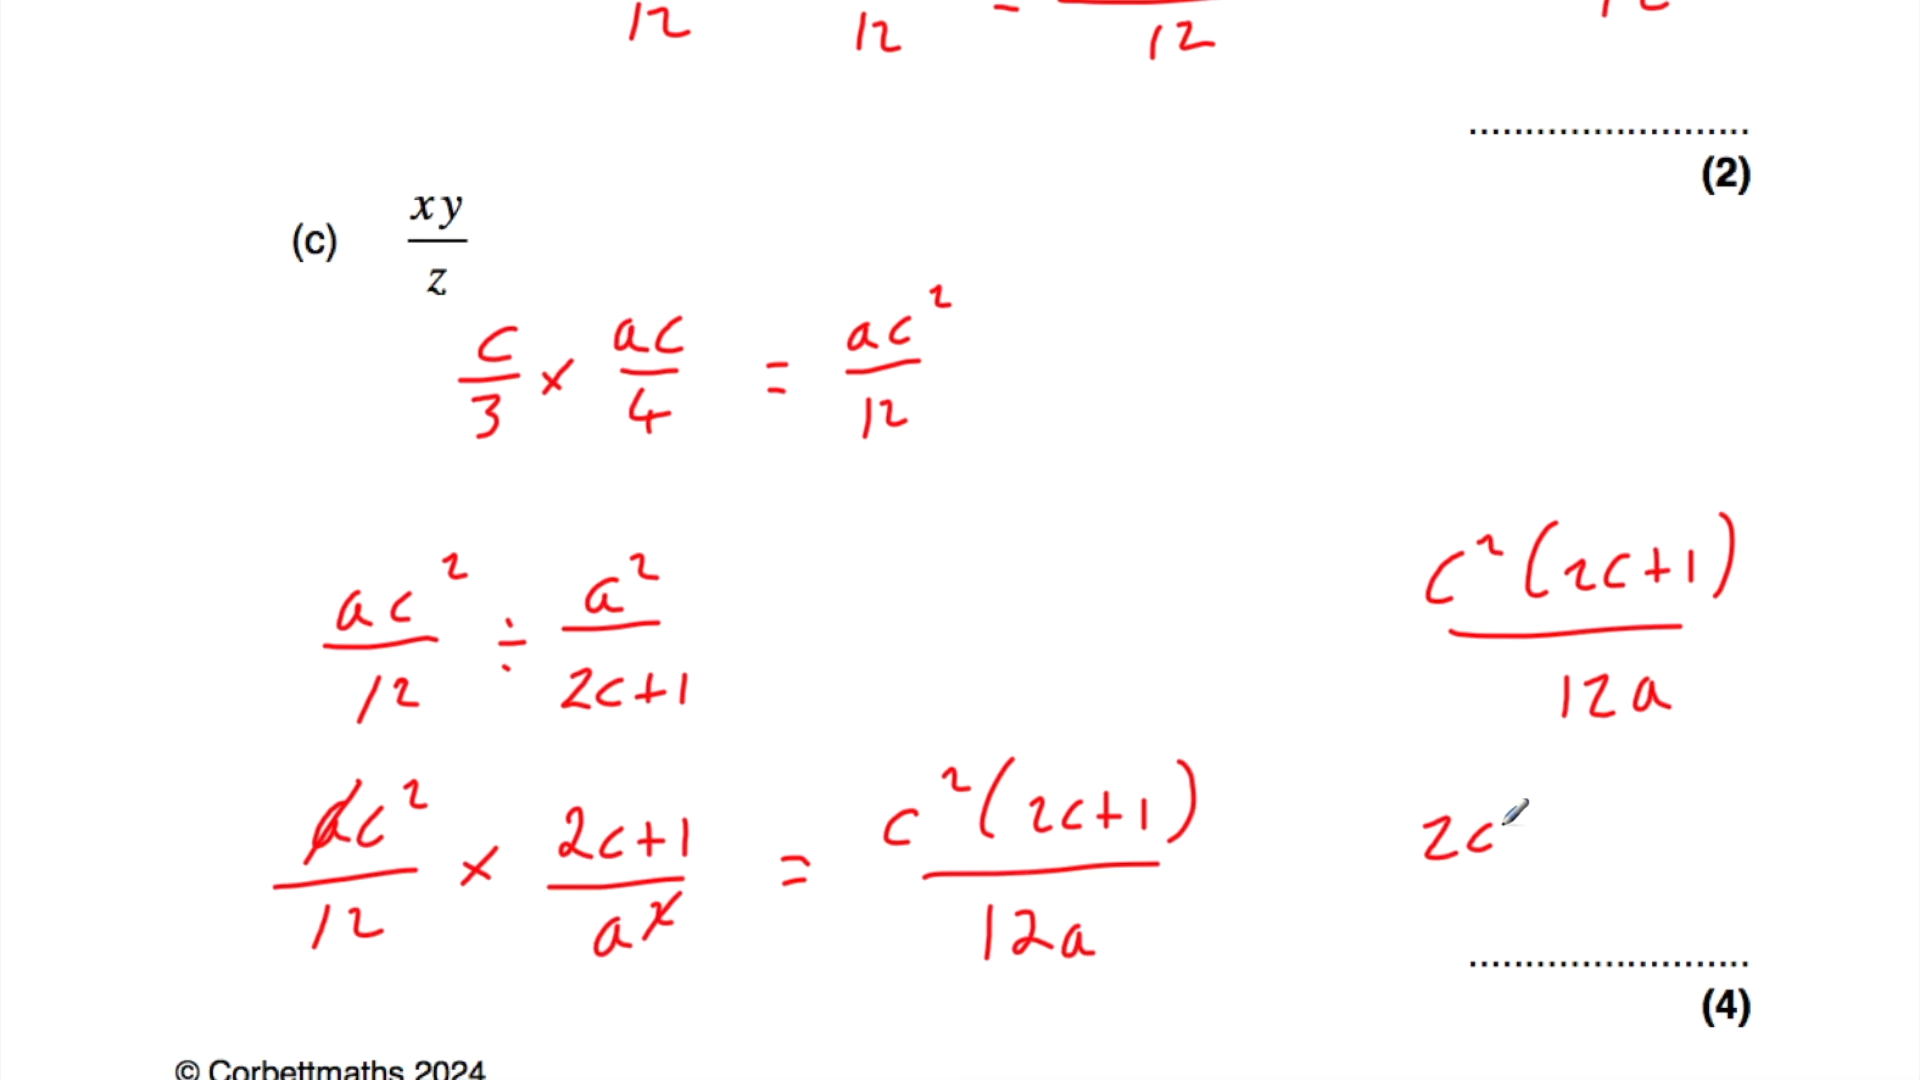 12 12 = 12
(2)
(c) xy/z
c/3 × ac/4 = ac²/12
ac²/12 ÷ a²/2c+1
c²(2c+1)/12a
ac²/12 × 2c+1/a² = c²(2c+1)/12a
2c
(4)
© Corbettmaths 2024